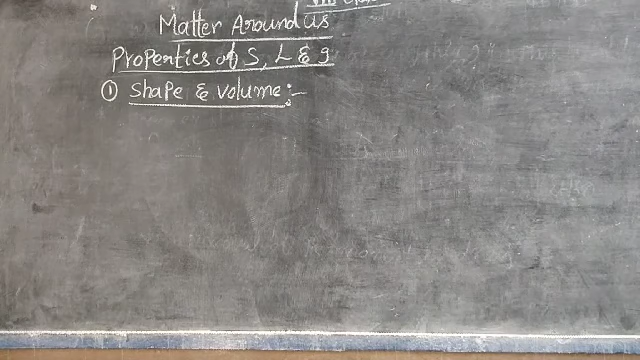 Matter Around us
Properties of S, L & g
① Shape & volume:-